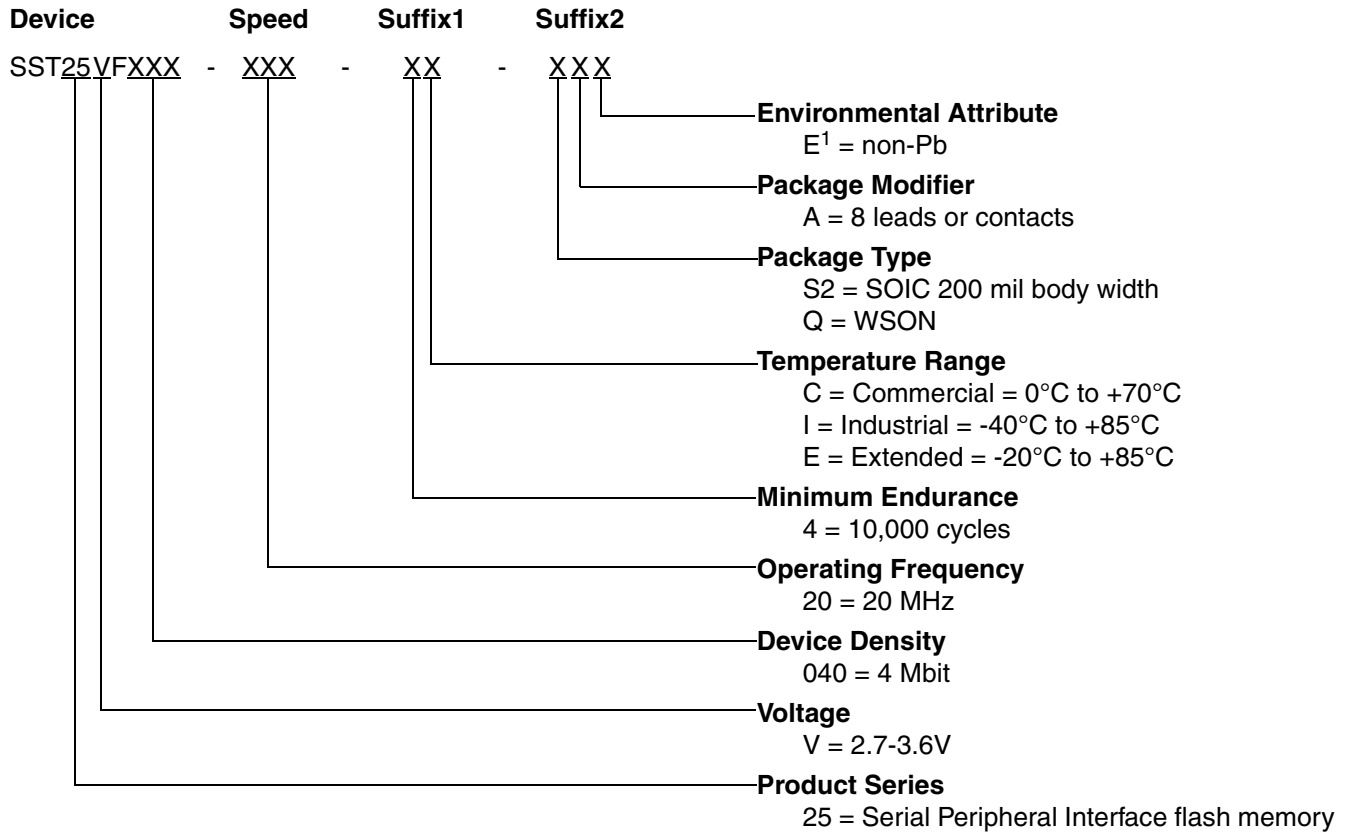 Device Speed Suffix1 Suffix2
SST25VFXXX - XXX - XX - XXX
Environmental Attribute
E1 = non-Pb
Package Modifier
A = 8 leads or contacts
Package Type
S2 = SOIC 200 mil body width
Q = WSON
Temperature Range
C = Commercial = 0°C to +70°C
I = Industrial = -40°C to +85°C
E = Extended = -20°C to +85°C
Minimum Endurance
4 = 10,000 cycles
Operating Frequency
20 = 20 MHz
Device Density
040 = 4 Mbit
Voltage
V = 2.7-3.6V
Product Series
25 = Serial Peripheral Interface flash memory